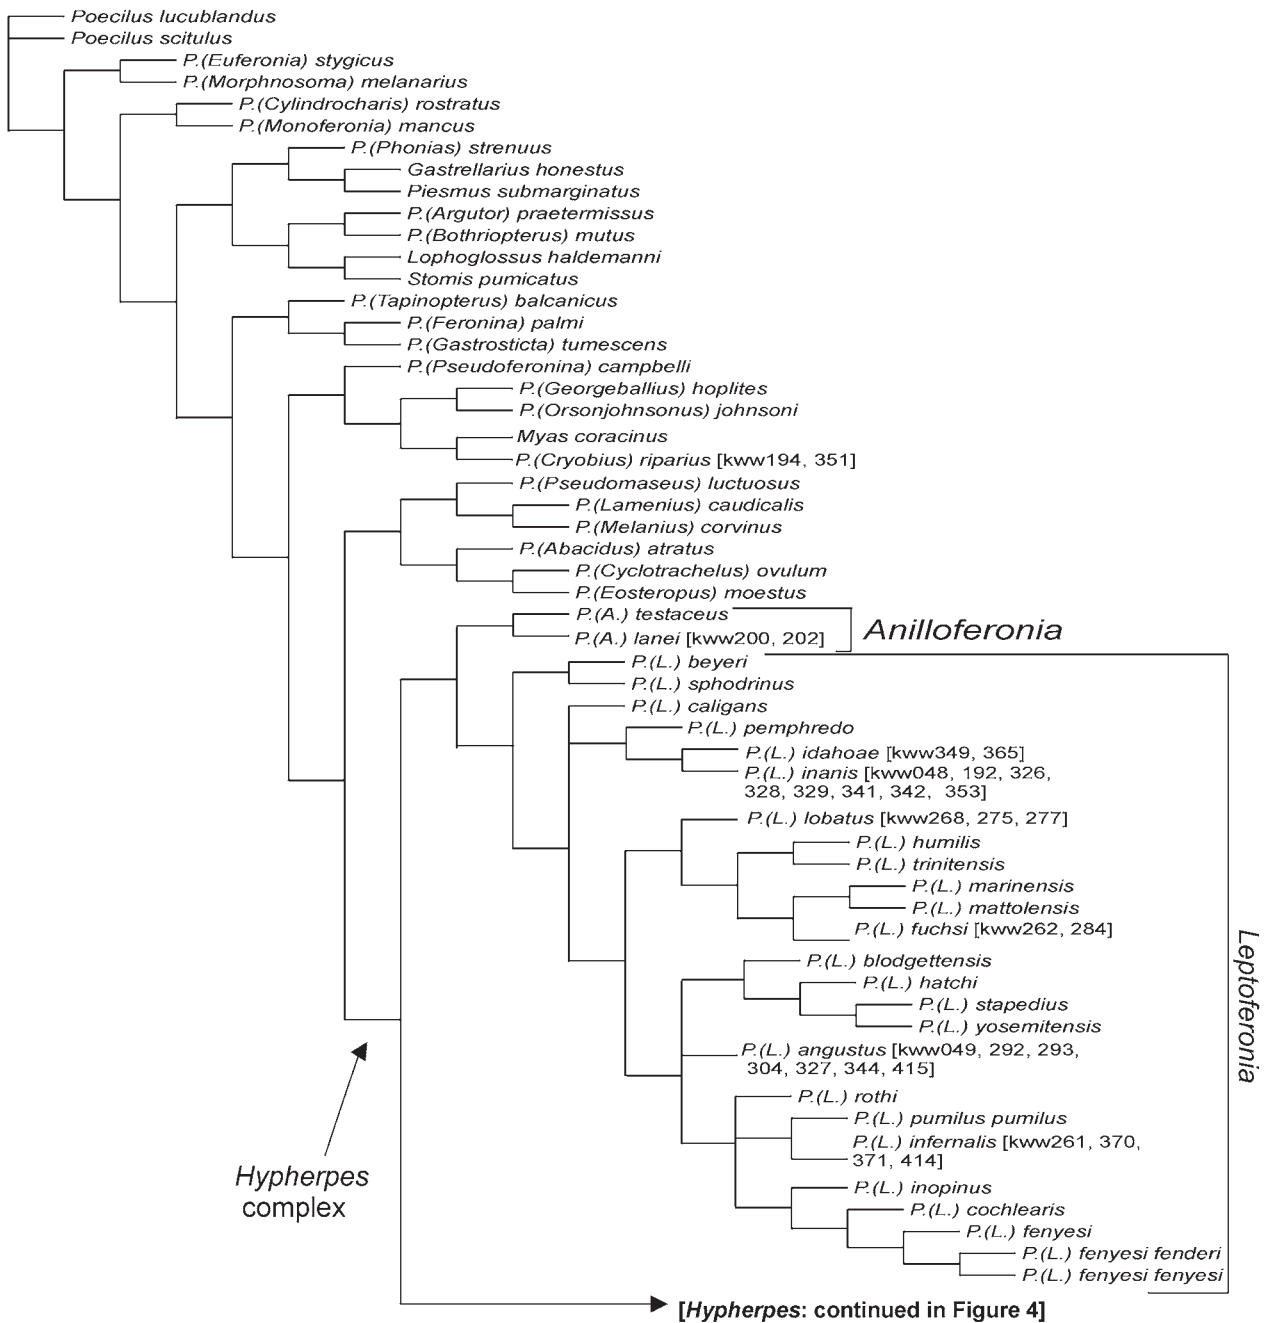 Poecilus lucublandus
Poecilus scitulus
P.(Euferonia) stygicus
P.(Morphnosoma) melanarius
P.(Cylindrocharis) rostratus
P.(Monoferonia) mancus
P.(Phonias) strenuus
Gastrellarius honestus
Piesmus submarginatus
P.(Argutor) praetermissus
P.(Bothriopterus) mutus
Lophoglossus haldemanni
Stomis pumicatus
P.(Tapinopterus) balcanicus
P.(Feronina) palmi
P.(Gastrosticta) tumescens
P.(Pseudoferonina) campbelli
P.(Georgeballius) hoplites
P.(Orsonjohnsonus) johnsoni
Myas coracinus
P.(Cryobius) riparius [kww194, 351]
P.(Pseudomaseus) luctuosus
P.(Lamenius) caudicalis
P.(Melanius) corvinus
P.(Abacidus) atratus
P.(Cyclotrachelus) ovulum
P.(Eosteropus) moestus
P.(A.) testaceus
P.(A.) lanei [kww200, 202]
Anilloferonia
P.(L.) beyeri
P.(L.) sphodrinus
P.(L.) caligans
P.(L.) pemphredo
P.(L.) idahoae [kww349, 365]
P.(L.) inanis [kww048, 192, 326,
328, 329, 341, 342, 353]
P.(L.) lobatus [kww268, 275, 277]
P.(L.) humilis
P.(L.) trinitensis
P.(L.) marinensis
P.(L.) mattolensis
P.(L.) fuchsi [kww262, 284]
P.(L.) blodgettensis
P.(L.) hatchi
P.(L.) stapedius
P.(L.) yosemitensis
P.(L.) angustus [kww049, 292, 293,
304, 327, 344, 415]
P.(L.) rothi
P.(L.) pumilus pumilus
P.(L.) infernalis [kww261, 370,
371, 414]
P.(L.) inopinus
P.(L.) cochlearis
P.(L.) fenyesi
P.(L.) fenyesi fenderi
P.(L.) fenyesi fenyesi
Leptoferonia
Hypherpes
complex
[Hypherpes: continued in Figure 4]